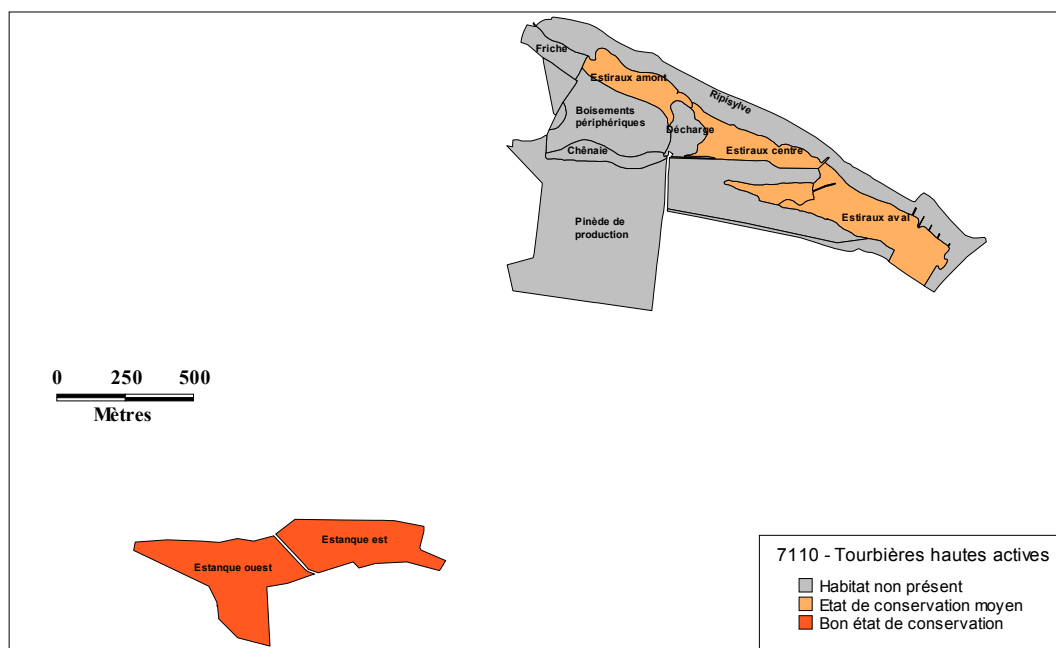 Friche
Estiraux amont
Ripisylve
Boisements
périphériques
Décharge
Estiraux centre
Chênaie
Estiraux aval
Pinède de
production
0 250 500
Mètres
Estanque est
Estanque ouest
7110 - Tourbières hautes actives
Habitat non présent
Etat de conservation moyen
Bon état de conservation